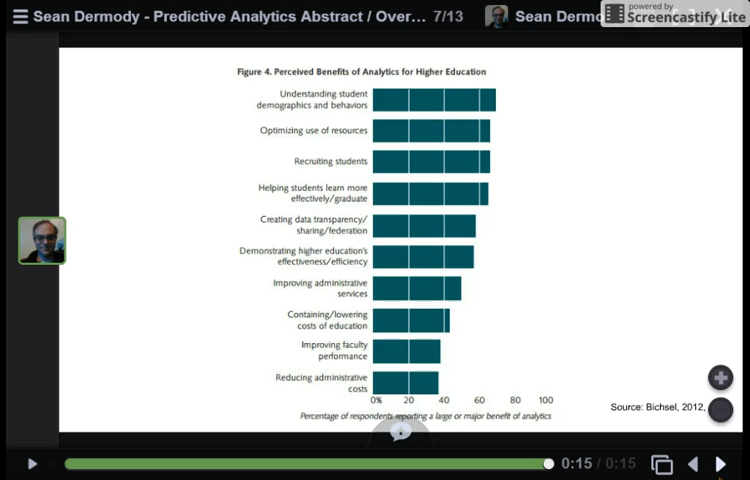 Sean Dermody - Predictive Analytics Abstract / Over... 7/13
Sean Dermo
powered by
Screencastify Lite
Figure 4. Perceived Benefits of Analytics for Higher Education
Understanding student
demographics and behaviors
Optimizing use of resources
Recruiting students
Helping students learn more
effectively/graduate
Creating data transparency/
sharing/federation
Demonstrating higher education's
effectiveness/efficiency
Improving administrative
services
Containing/lowering
costs of education
Improving faculty
performance
Reducing administrative
costs
0% 20 40 60 80 100
Percentage of respondents reporting a large or major benefit of analytics
Source: Bichsel, 2012,
0:15 / 0:15